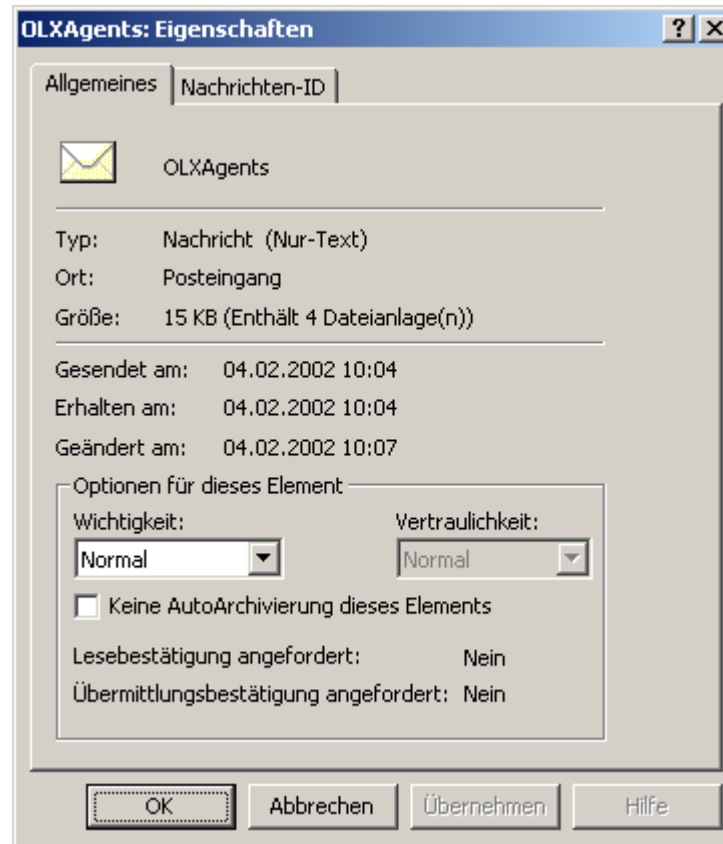 OLXAgents: Eigenschaften
Allgemeines Nachrichten-ID
OLXAgents
Typ: Nachricht (Nur-Text)
Ort: Posteingang
Größe: 15 KB (Enthält 4 Dateianlage(n))
Gesendet am: 04.02.2002 10:04
Erhalten am: 04.02.2002 10:04
Geändert am: 04.02.2002 10:07
Optionen für dieses Element
Wichtigkeit: Vertraulichkeit:
Normal Normal
Keine AutoArchivierung dieses Elements
Lesebestätigung angefordert: Nein
Übermittlungsbestätigung angefordert: Nein
OK Abbrechen Übernehmen Hilfe